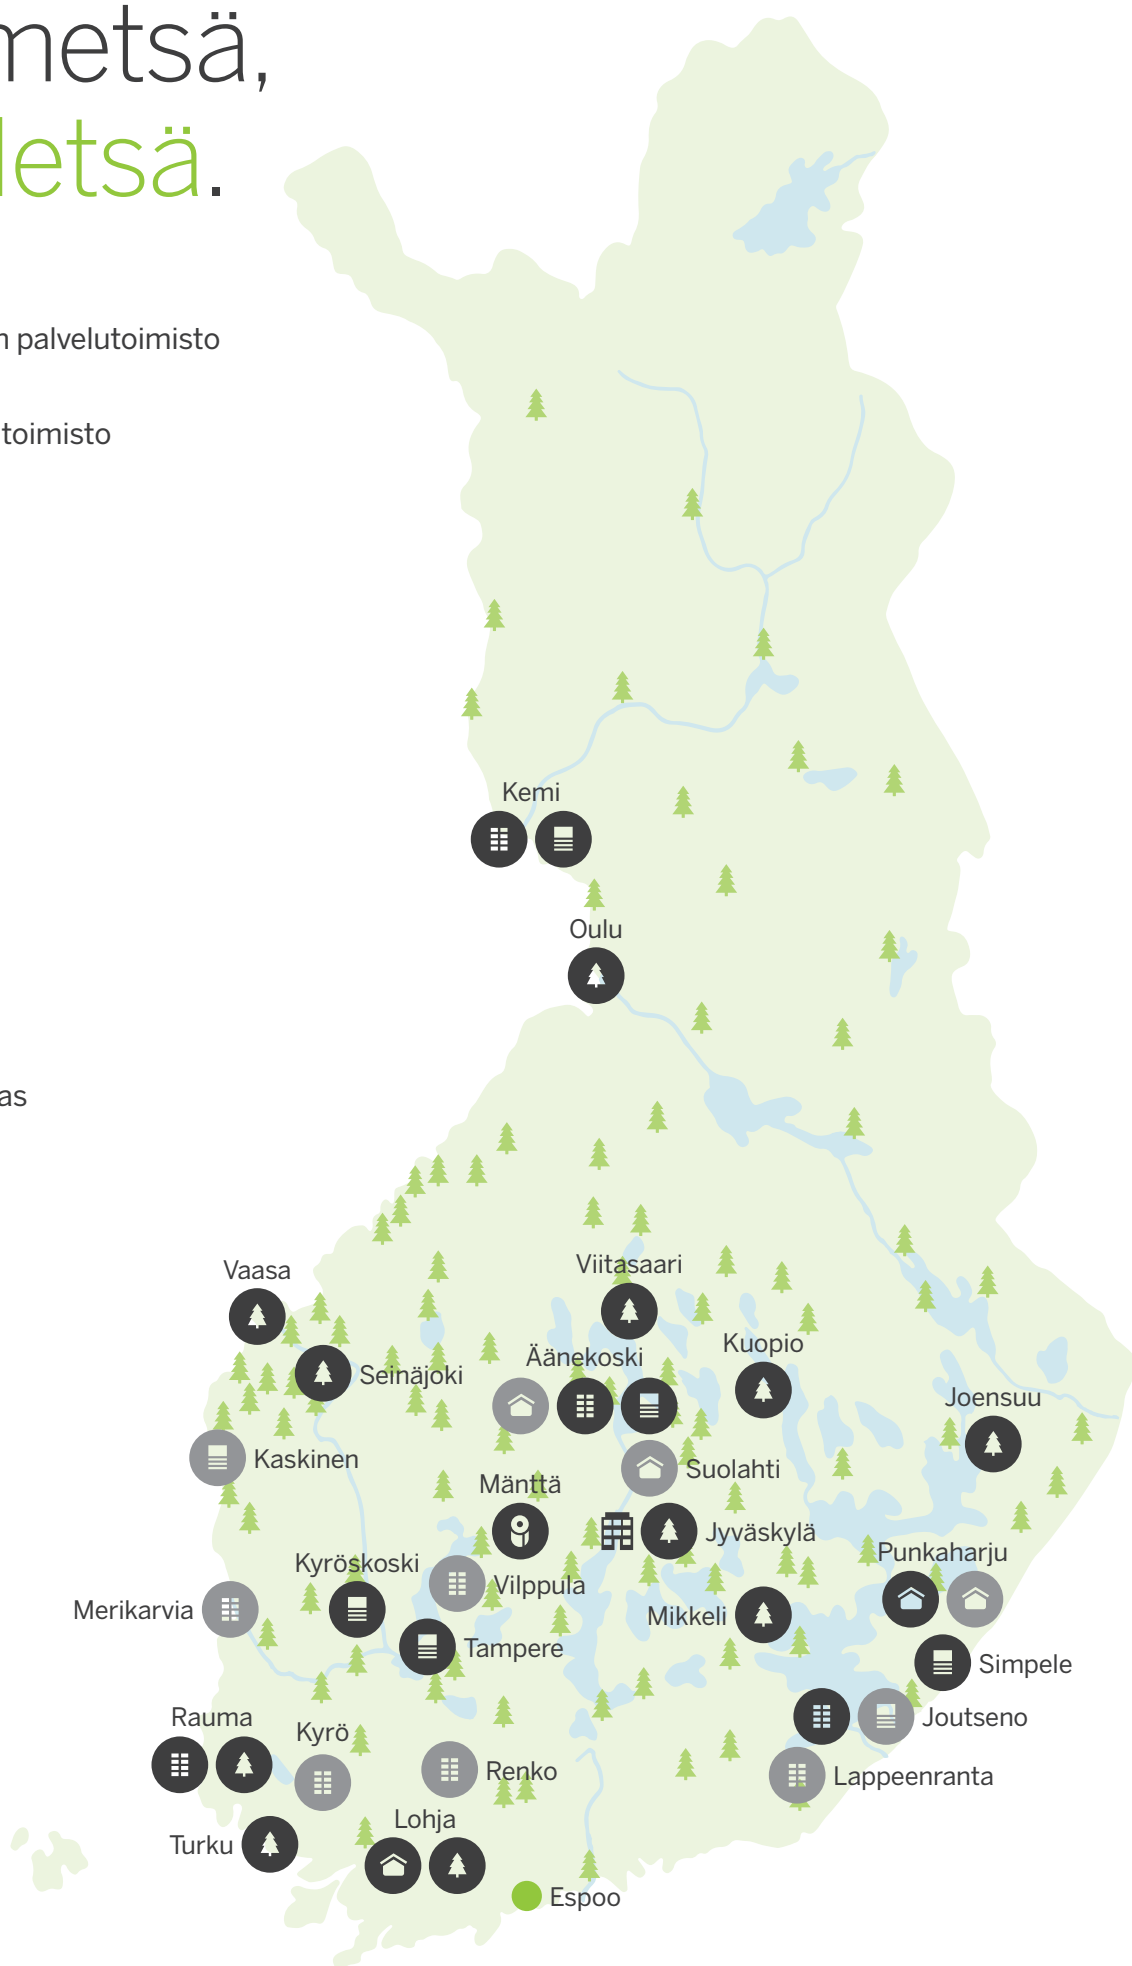 metsä,
letsä.
n palvelutoimisto
toimisto
Kemi
Oulu
as
Vaasa
Viitasaari
Seinäjoki
Äänekoski
Kuopio
Joensuu
Kaskinen
Suolahti
Mänttä
Jyväskylä
Kyröskoski
Vilppula
Punkaharju
Merikarvia
Mikkeli
Tampere
Simpele
Rauma
Kyrö
Joutseno
Renko
Lappeenranta
Lohja
Turku
Espoo